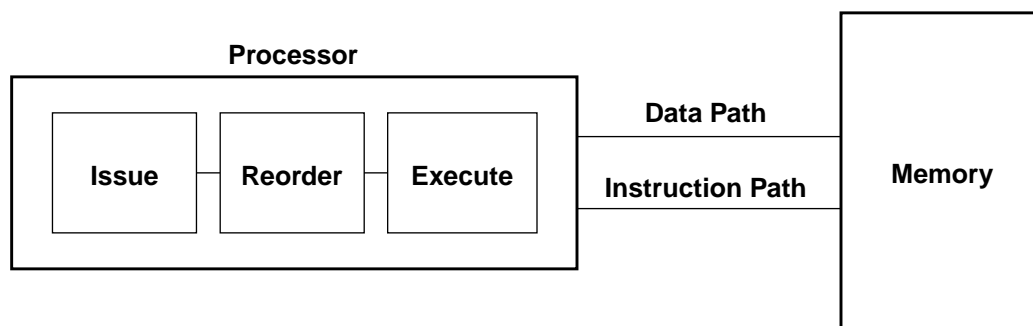 Processor
Issue
Reorder
Execute
Data Path
Instruction Path
Memory